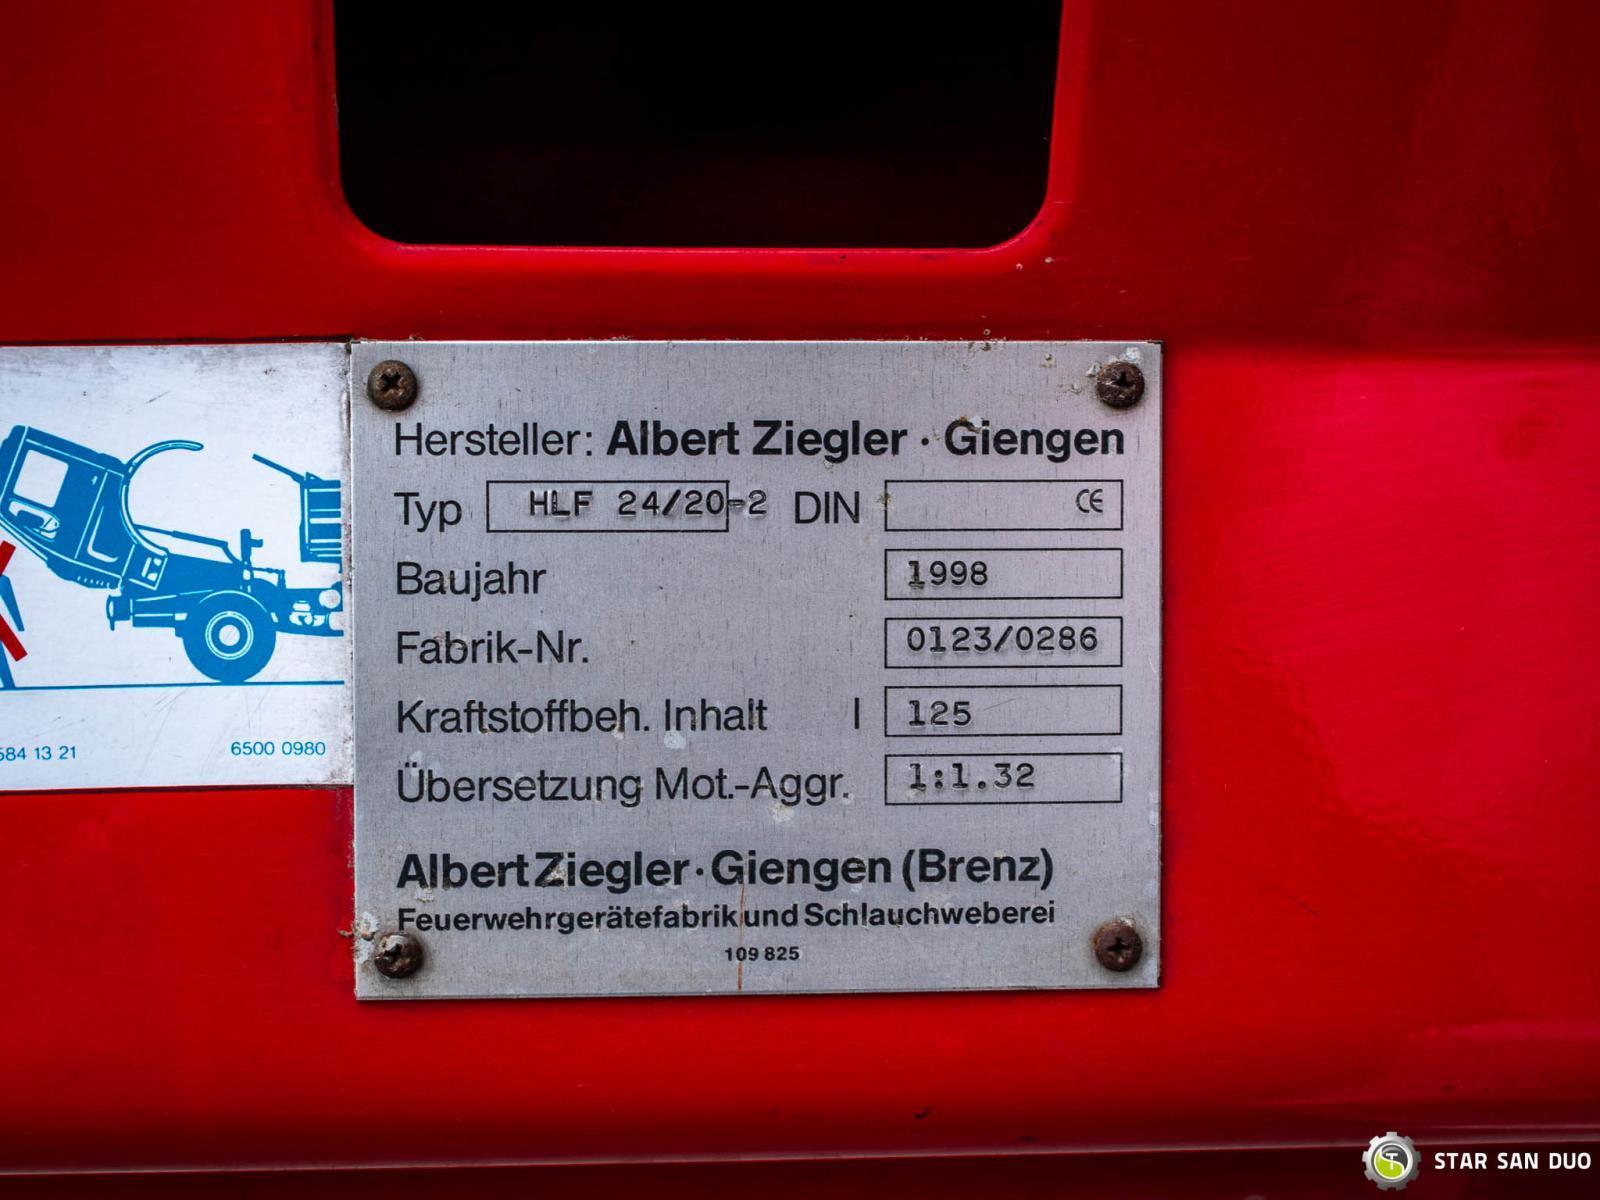 Hersteller: Albert Ziegler · Giengen
Typ HLF 24/20-2 DIN CE
Baujahr 1998
Fabrik-Nr. 0123/0286
Kraftstoffbeh. Inhalt l 125
Übersetzung Mot.-Aggr. 1:1.32
Albert Ziegler · Giengen (Brenz)
Feuerwehrgerätefabrik und Schlauchweberei
109 825
584 13 21 6500 0980
STAR SAN DUO